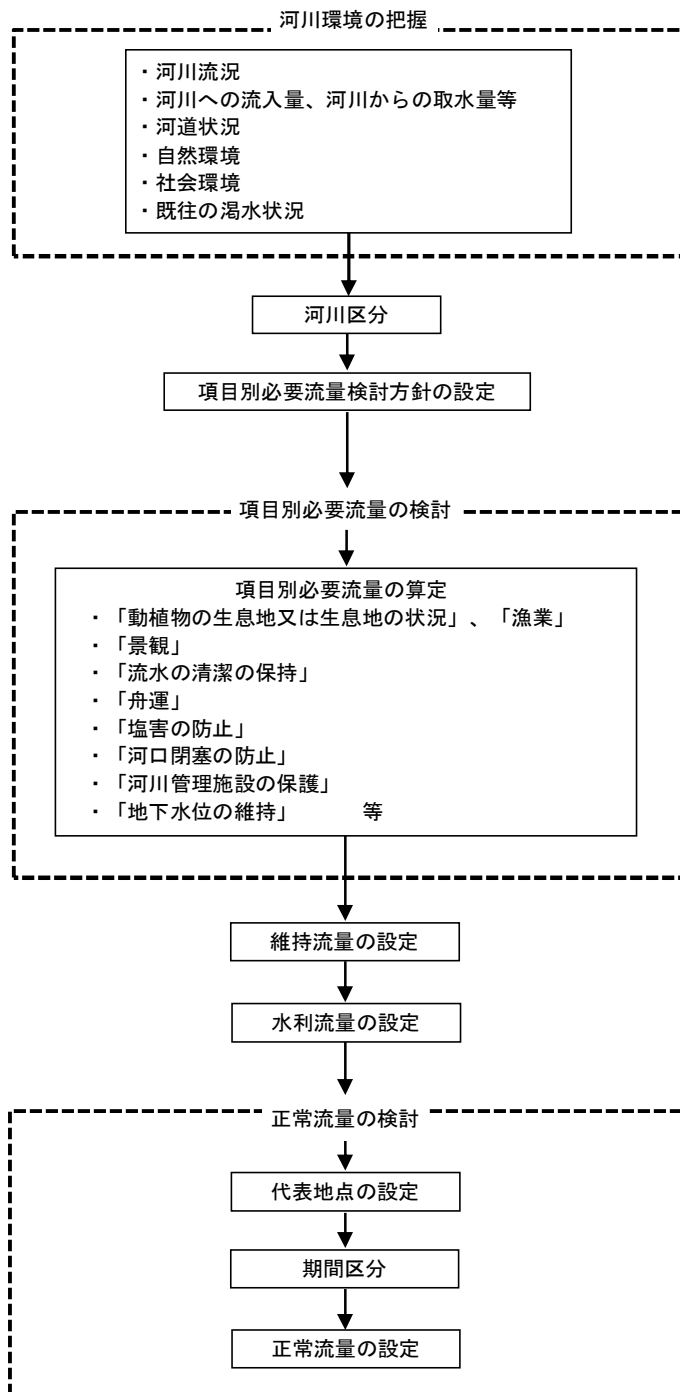 河川環境の把握
・河川流況
・河川への流入量、河川からの取水量等
・河道状況
・自然環境
・社会環境
・既往の渇水状況
河川区分
項目別必要流量検討方針の設定
項目別必要流量の検討
項目別必要流量の算定
・「動植物の生息地又は生息地の状況」、「漁業」
・「景観」
・「流水の清潔の保持」
・「舟運」
・「塩害の防止」
・「河口閉塞の防止」
・「河川管理施設の保護」
・「地下水位の維持」　　　等
維持流量の設定
水利流量の設定
正常流量の検討
代表地点の設定
期間区分
正常流量の設定